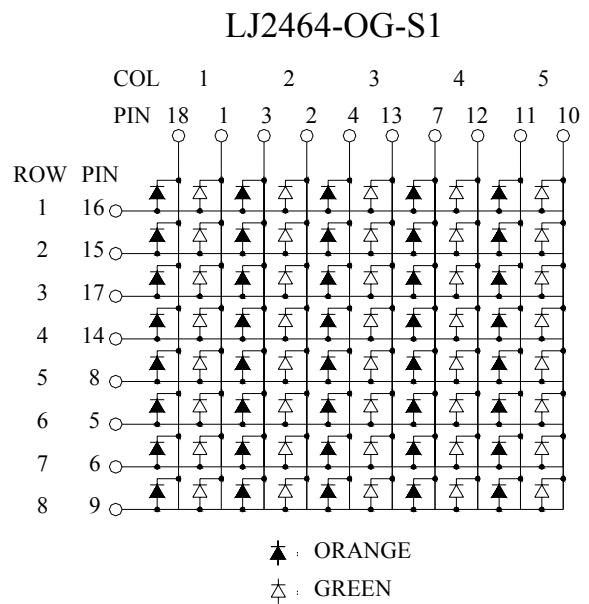 LJ2464-OG-S1
COL 1 2 3 4 5
PIN 18 1 3 2 4 13 7 12 11 10
ROW PIN
1 16
2 15
3 17
4 14
5 8
6 5
7 6
8 9
: ORANGE
: GREEN